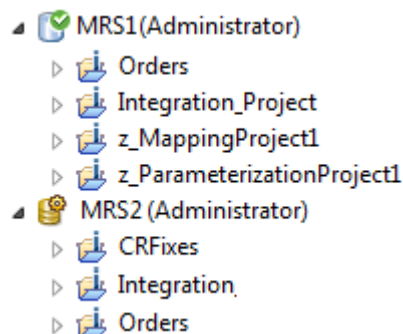 MRS1(Administrator)
Orders
Integration_Project
z_MappingProject1
z_ParameterizationProject1
MRS2 (Administrator)
CRFixes
Integration
Orders